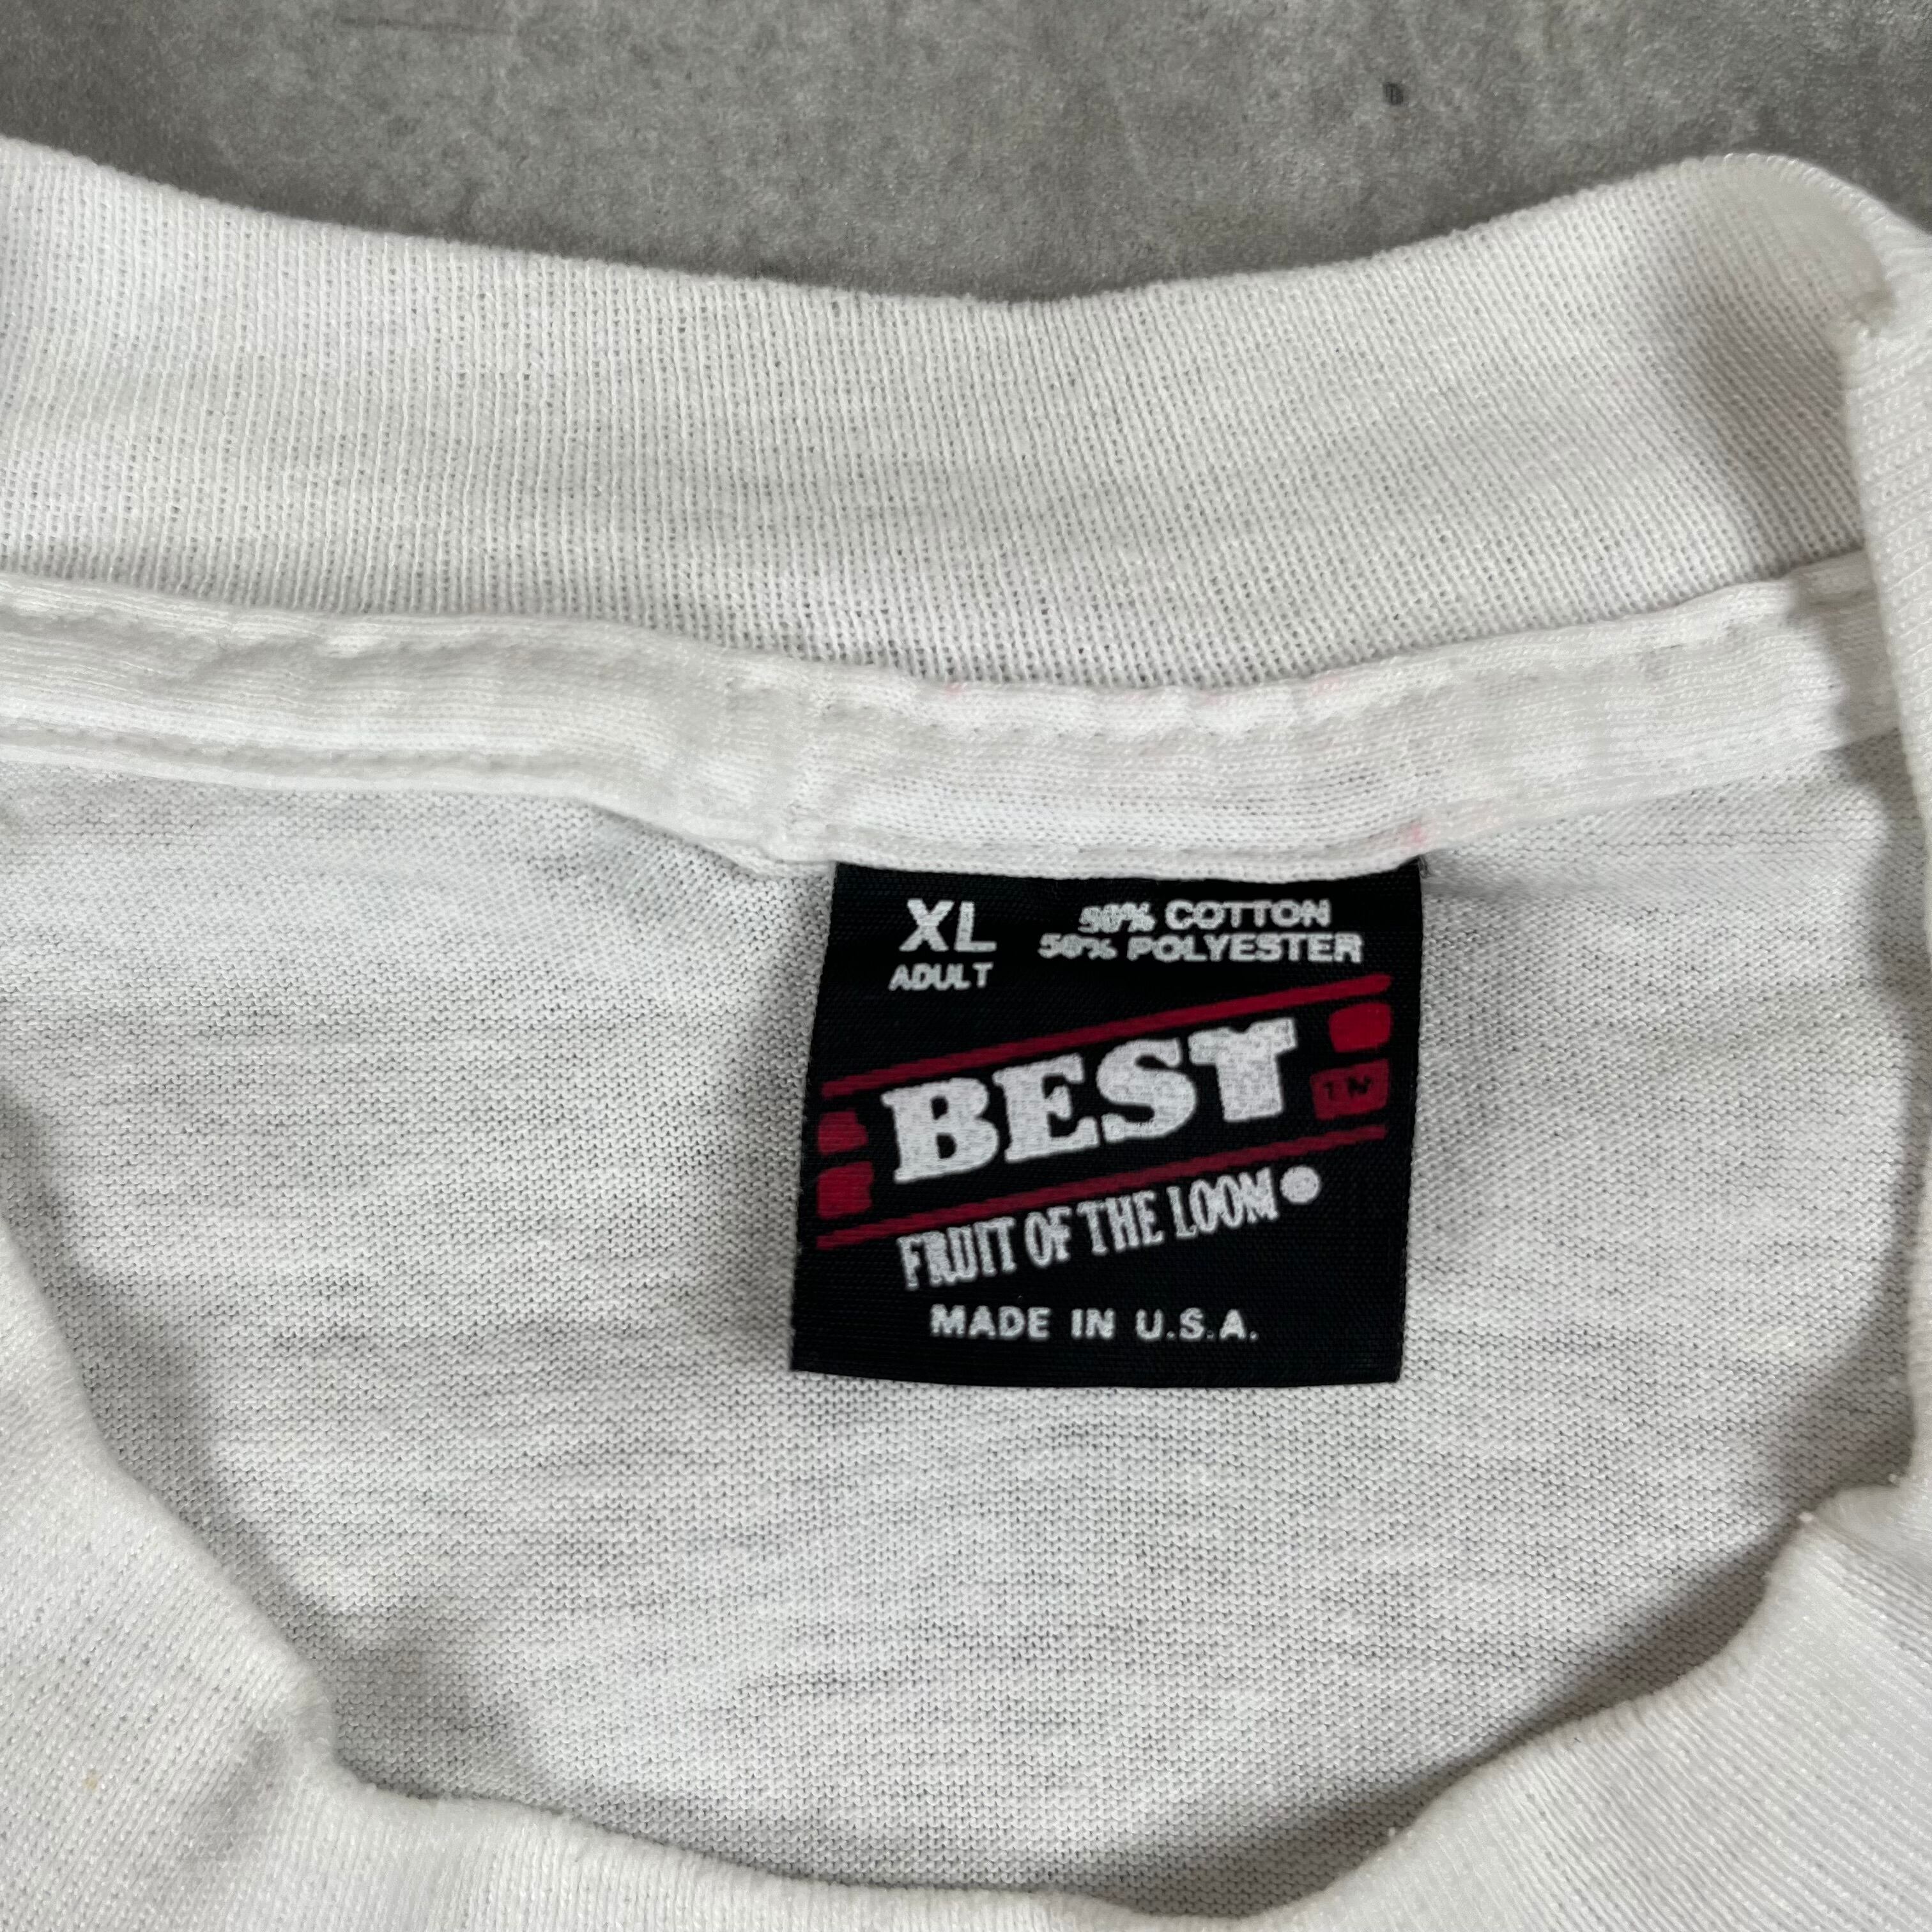 XL
ADULT
50% COTTON
50% POLYESTER
BEST
TM
FRUIT OF THE LOOM
MADE IN U.S.A.